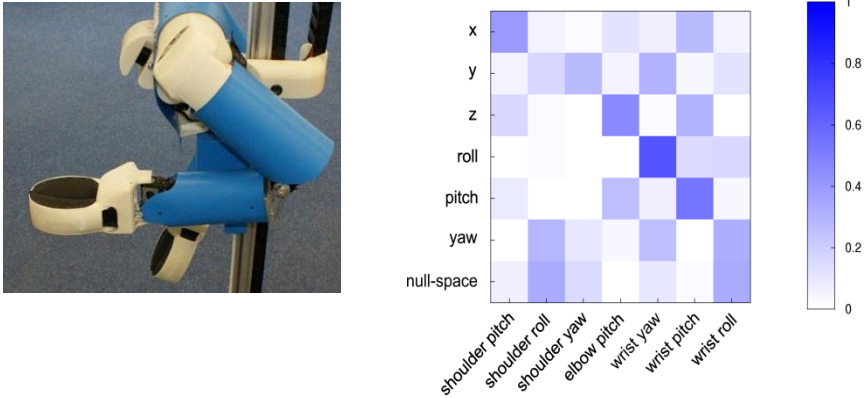 x
y
z
roll
pitch
yaw
null-space
shoulder pitch
shoulder roll
shoulder yaw
elbow pitch
wrist yaw
wrist pitch
wrist roll
1
0.8
0.6
0.4
0.2
0